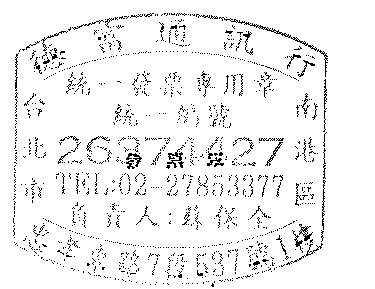 德富通訊行
統一發票專用章
統一編號
26374427
TEL:02-27853377
負責人:蘇保全
台北市
南港區
忠孝東路7段537號1樓